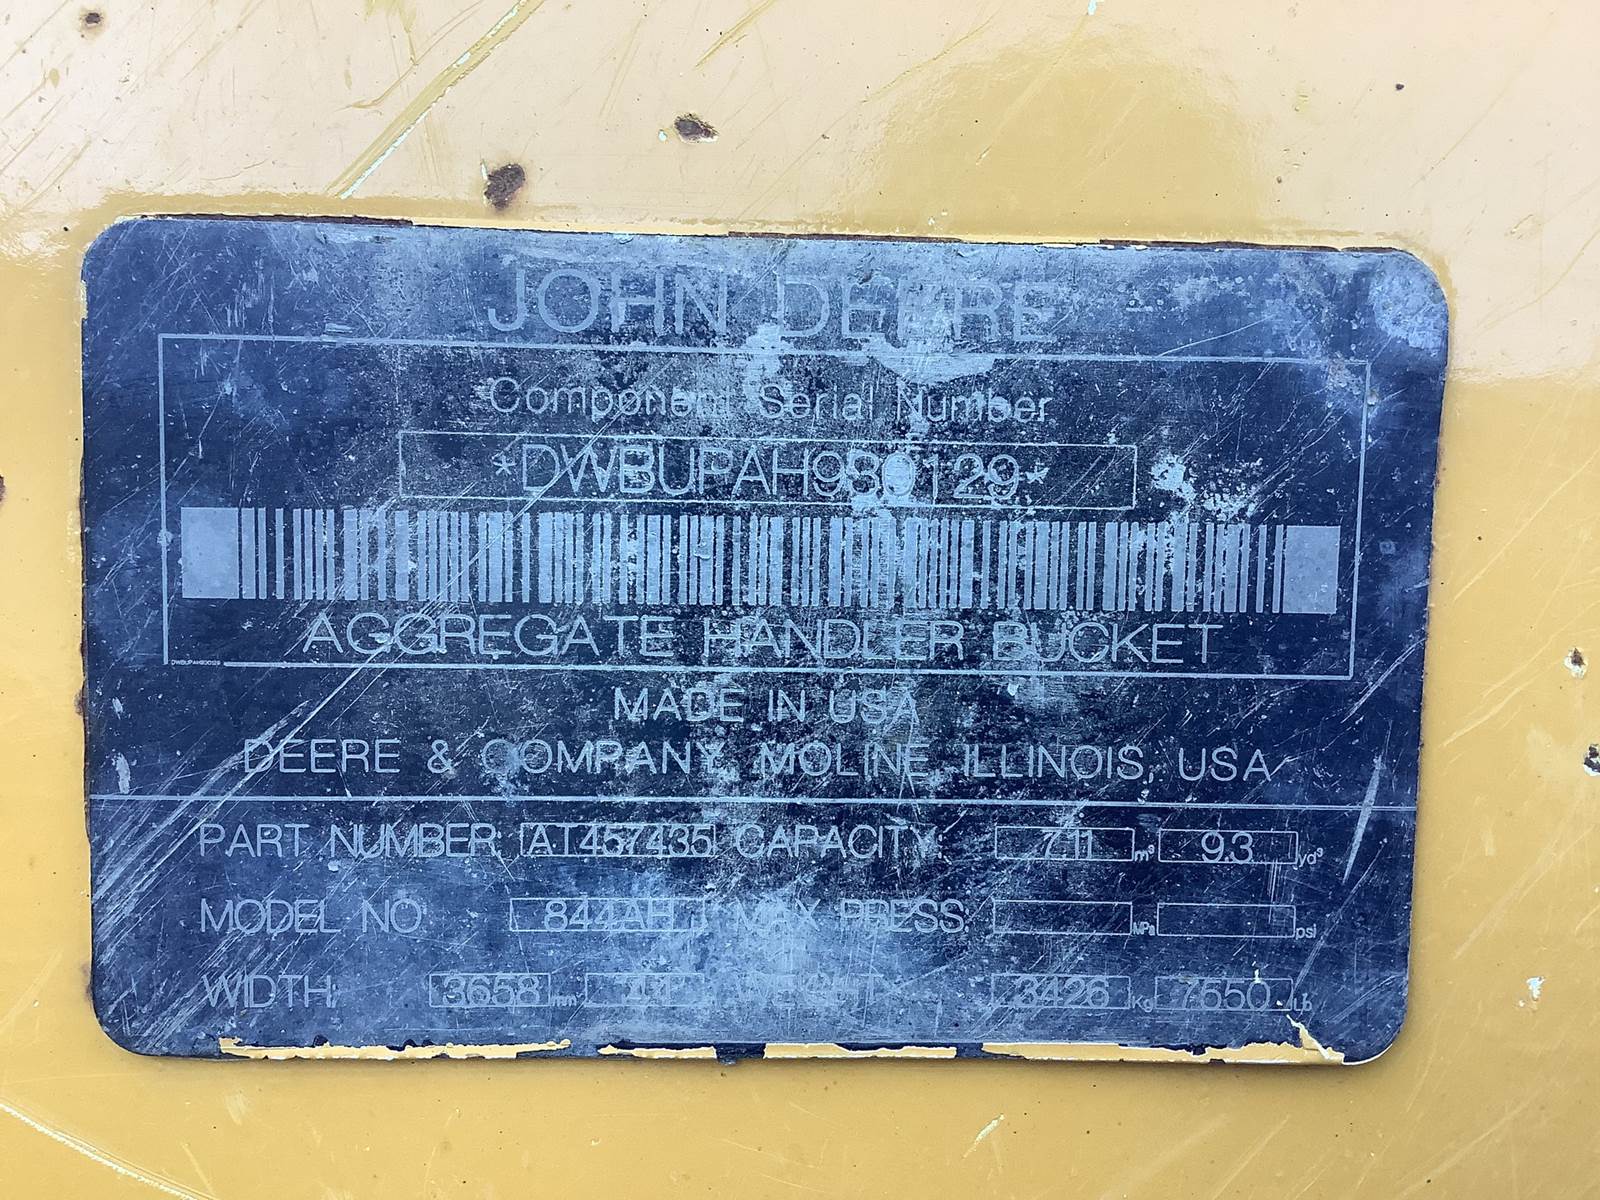 JOHN DEERE
Component Serial Number
*DWBUPAH930129*
AGGREGATE HANDLER BUCKET
DWBUPAH930129
MADE IN USA
DEERE & COMPANY MOLINE ILLINOIS, USA
PART NUMBER: AT457435 CAPACITY: 7.11 m³ 9.3 yd³
MODEL NO: 844AH MAX PRESS: MPa psi
WIDTH: 3658 mm WEIGHT 3426 Kg 7550 Lb